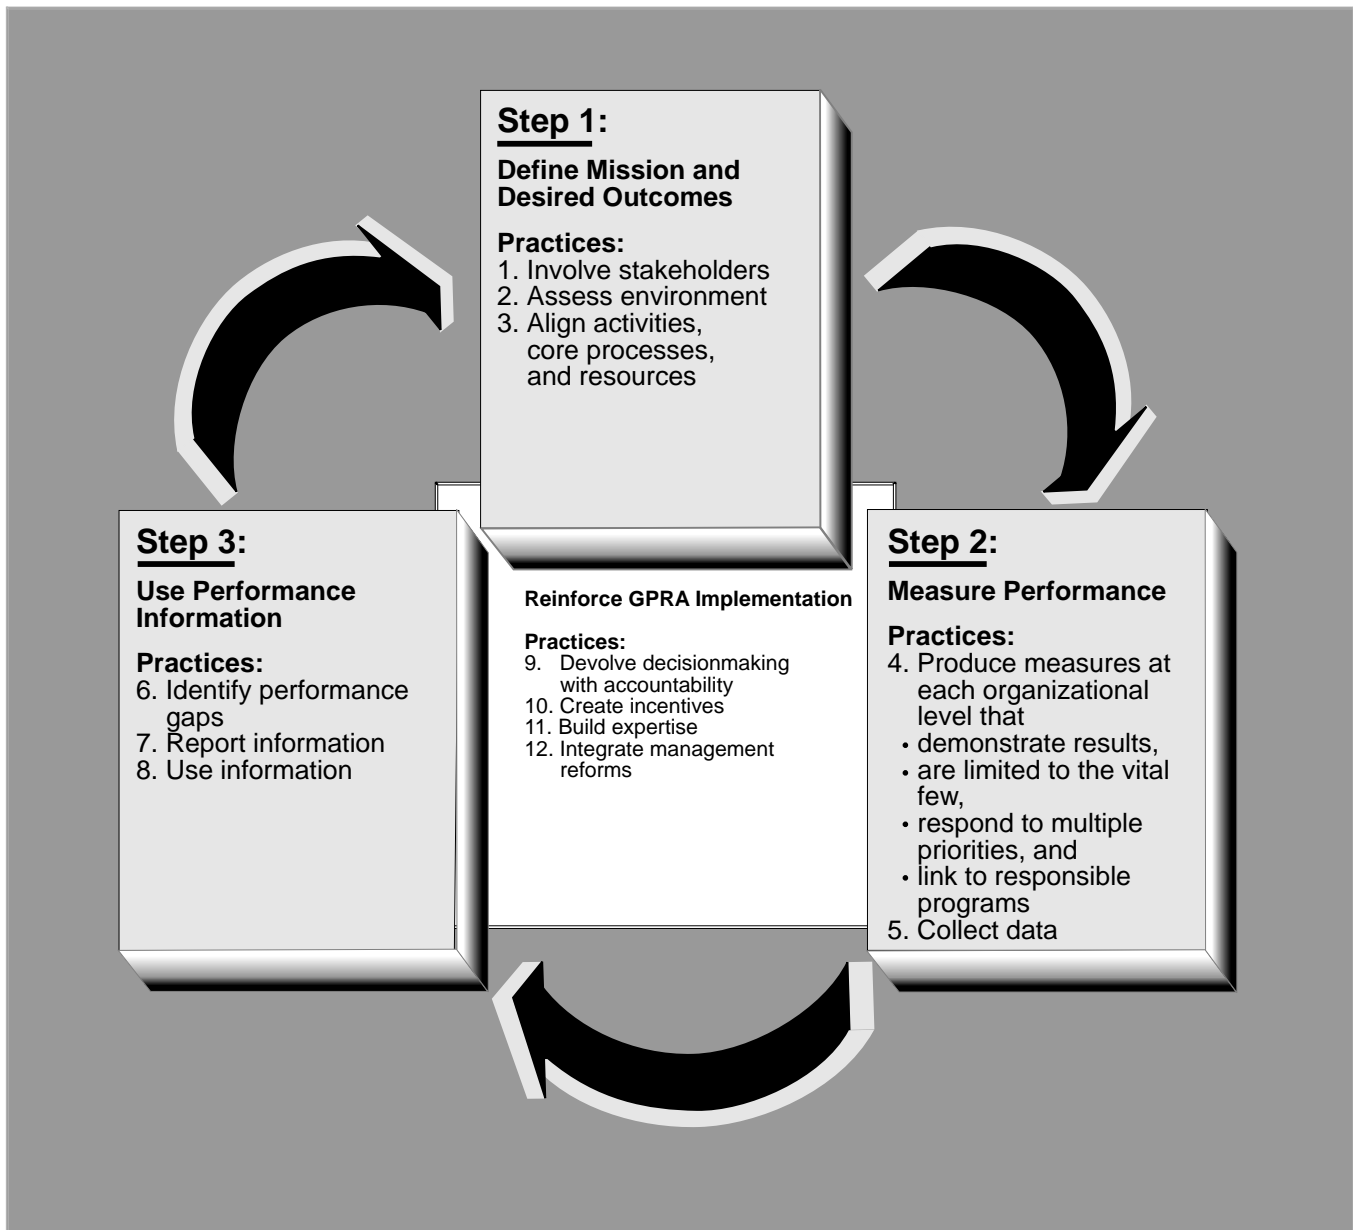 Step 1:
Define Mission and
Desired Outcomes
Practices:
1. Involve stakeholders
2. Assess environment
3. Align activities,
core processes,
and resources
Step 2:
Measure Performance
Practices:
4. Produce measures at
each organizational
level that
• demonstrate results,
• are limited to the vital
few,
• respond to multiple
priorities, and
• link to responsible
programs
5. Collect data
Step 3:
Use Performance
Information
Practices:
6. Identify performance
gaps
7. Report information
8. Use information
Reinforce GPRA Implementation
Practices:
9. Devolve decisionmaking
with accountability
10. Create incentives
11. Build expertise
12. Integrate management
reforms